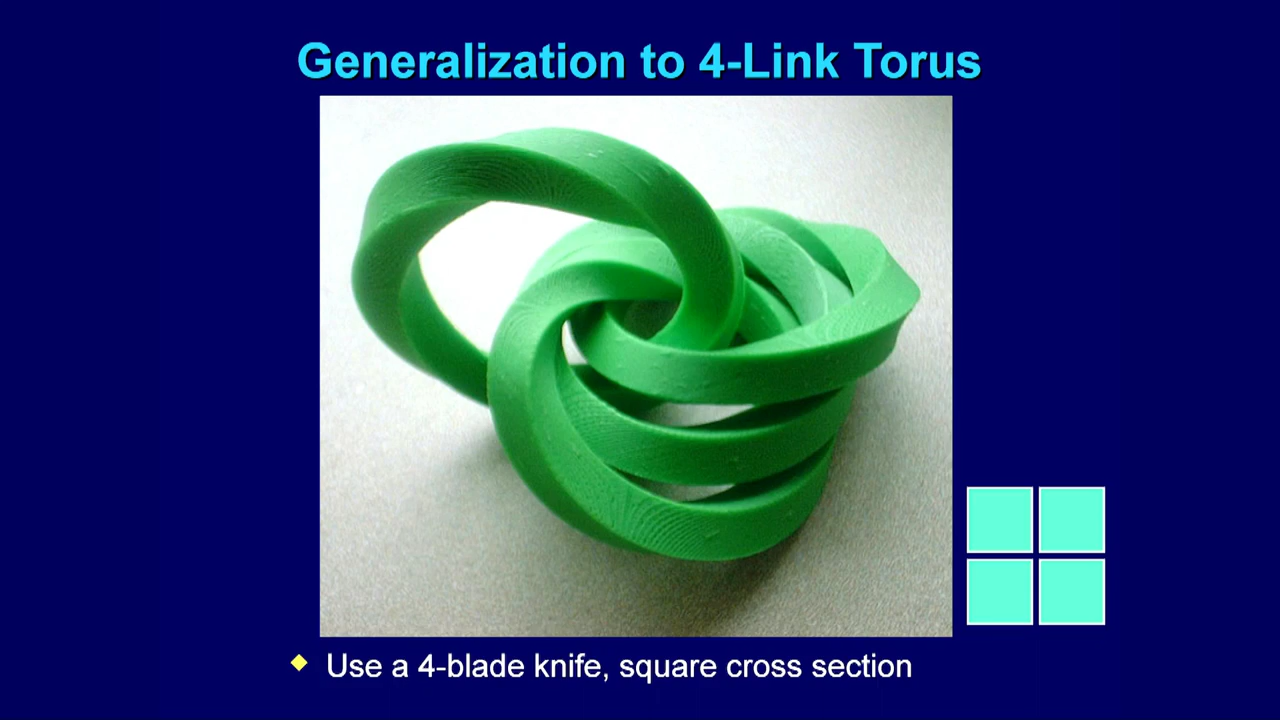 Generalization to 4-Link Torus
Use a 4-blade knife, square cross section